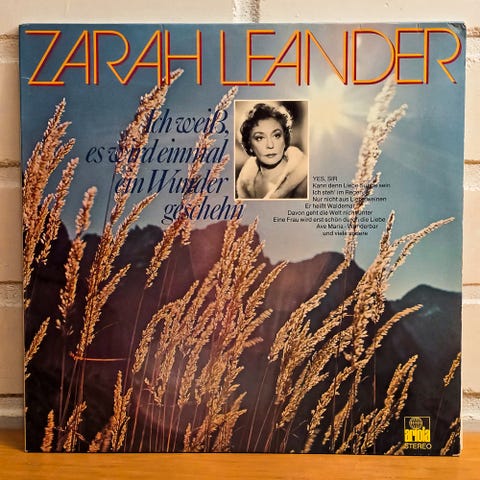 ZARAH LEANDER
Ich weiß,
es wird einmal
ein Wunder
geschehn
YES, SIR
Kann denn Liebe Sünde sein
Ich steh' im Regen
Nur nicht aus Liebe weinen
Er heißt Waldemar
Davon geht die Welt nicht unter
Eine Frau wird erst schön durch die Liebe
Ave Maria · Wunderbar
und viele andere
ariola
STEREO